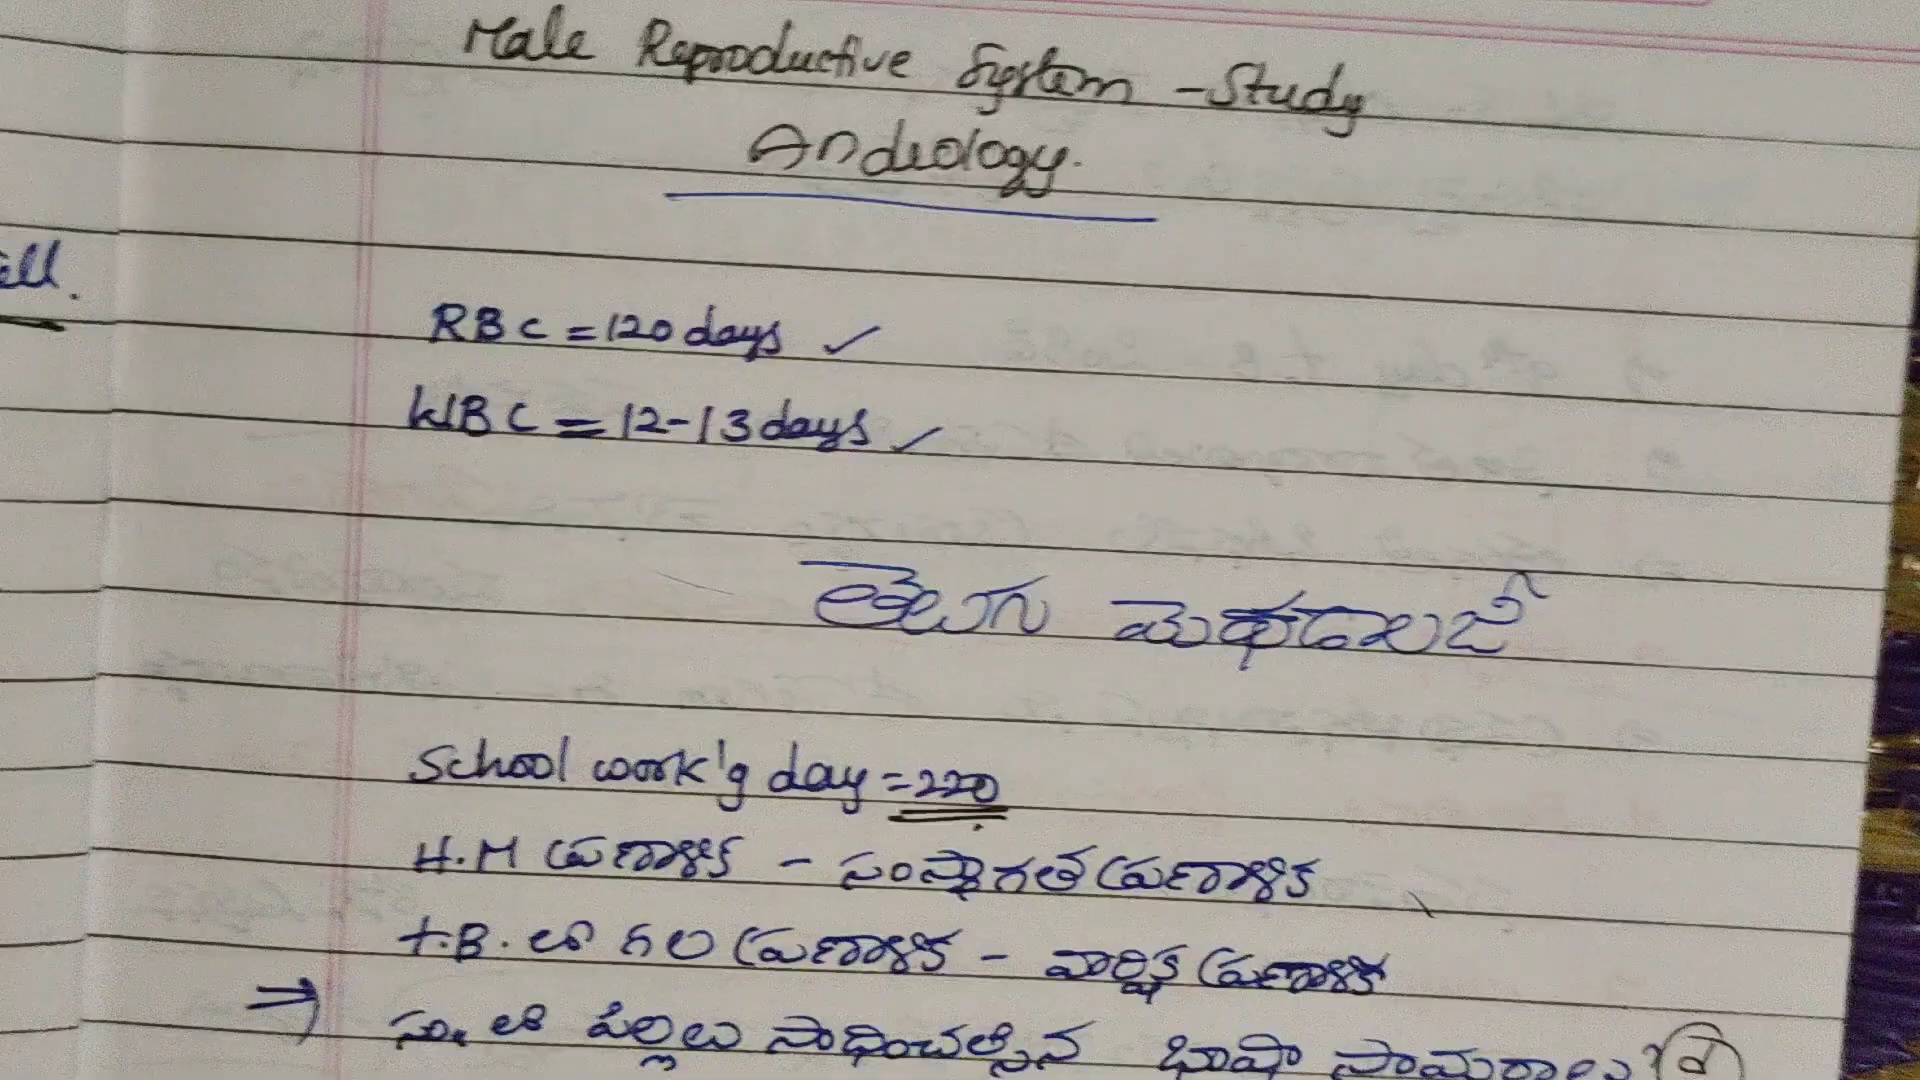 Male Reproductive System - Study
Andrology.
ell.
RBC = 120 days ✓
WBC = 12-13 days ✓
తెలుగు మెథడాలజీ
School work'g day = 220
H.M ప్రణాళిక - సంస్థాగత ప్రణాళిక
T.B. లో గల ప్రణాళిక - వార్షిక ప్రణాళిక
⇒ సం. లో పిల్లలు సాధించాల్సిన భాషా సామర్థ్యాలు